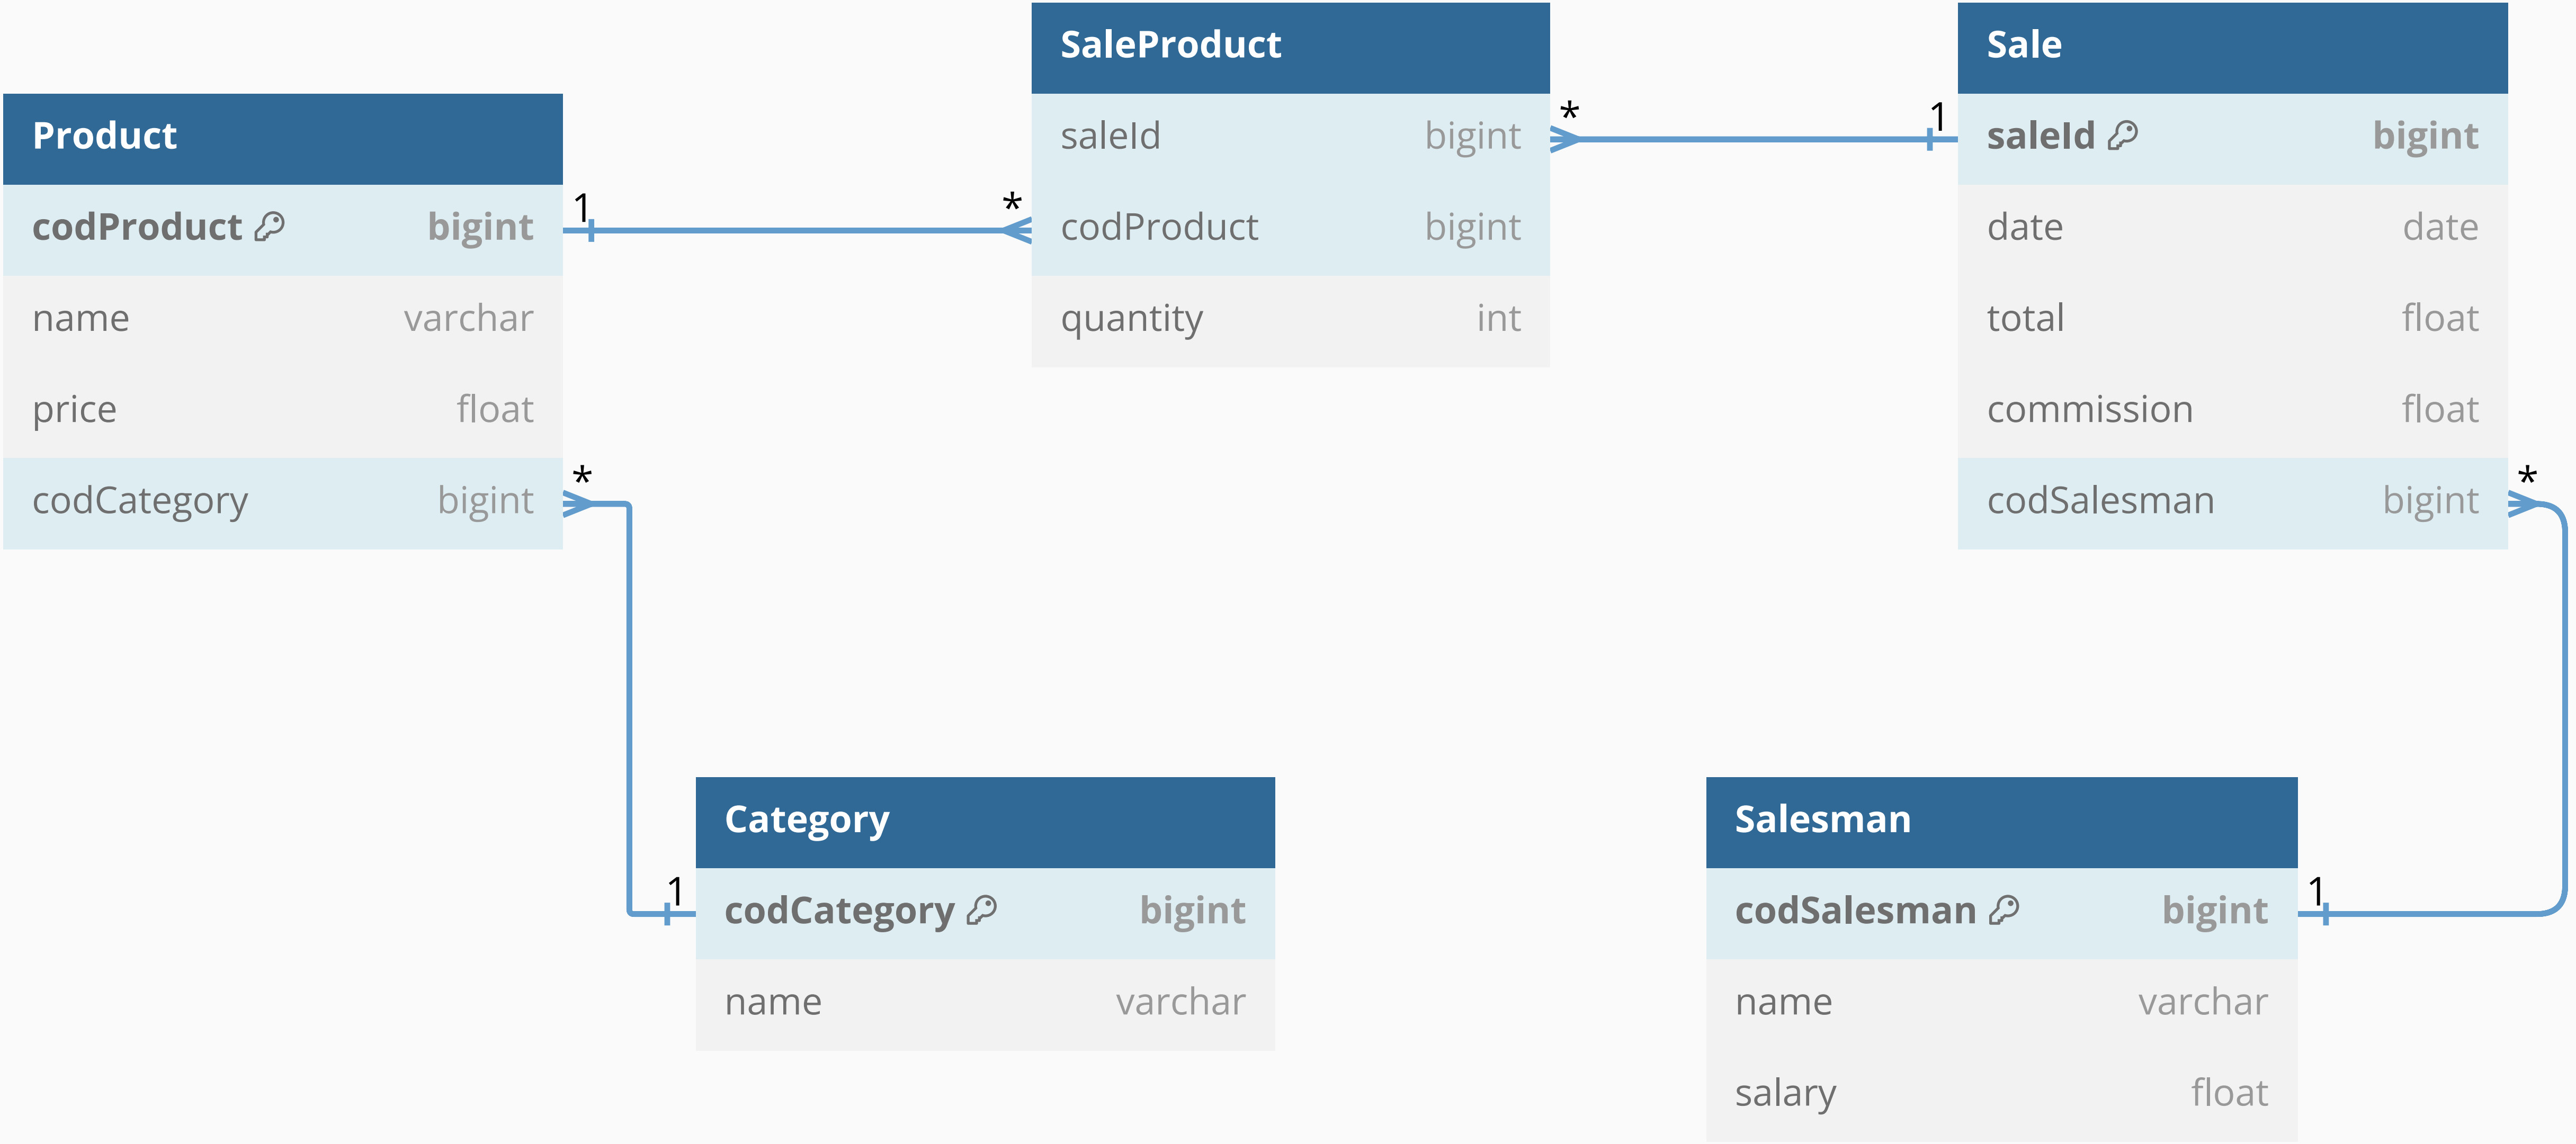 Product
codProduct bigint
name varchar
price float
codCategory bigint
SaleProduct
saleId bigint
codProduct bigint
quantity int
Sale
saleId bigint
date date
total float
commission float
codSalesman bigint
Category
codCategory bigint
name varchar
Salesman
codSalesman bigint
name varchar
salary float
1
*
*
1
*
1
*
1